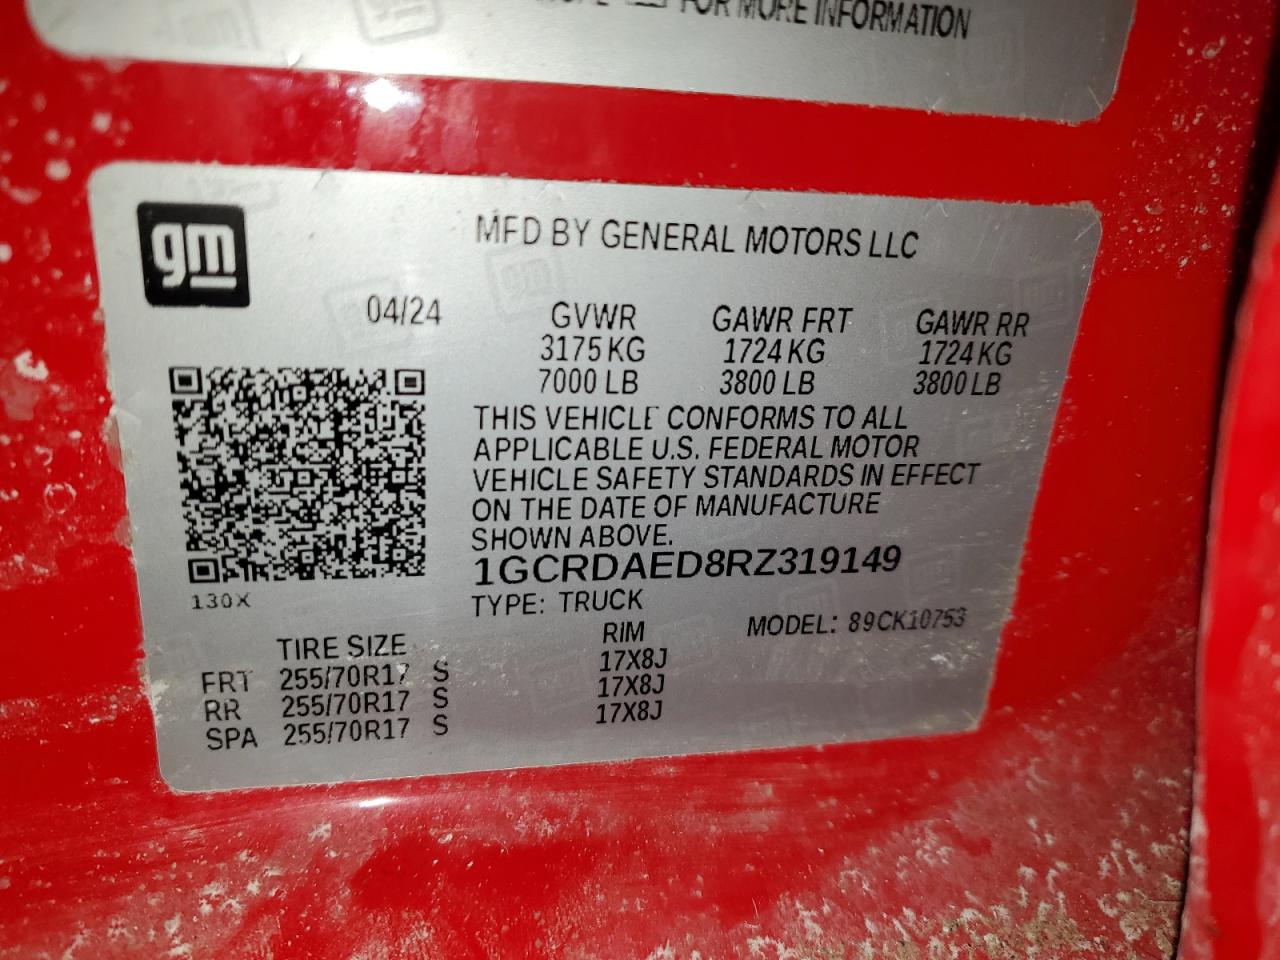 FOR MORE INFORMATION
gm
MFD BY GENERAL MOTORS LLC
04/24
GVWR GAWR FRT GAWR RR
3175 KG 1724 KG 1724 KG
7000 LB 3800 LB 3800 LB
THIS VEHICLE CONFORMS TO ALL
APPLICABLE U.S. FEDERAL MOTOR
VEHICLE SAFETY STANDARDS IN EFFECT
ON THE DATE OF MANUFACTURE
SHOWN ABOVE.
1GCRDAED8RZ319149
130X
TYPE: TRUCK
MODEL: 89CK10753
TIRE SIZE RIM
FRT 255/70R17 S 17X8J
RR 255/70R17 S 17X8J
SPA 255/70R17 S 17X8J